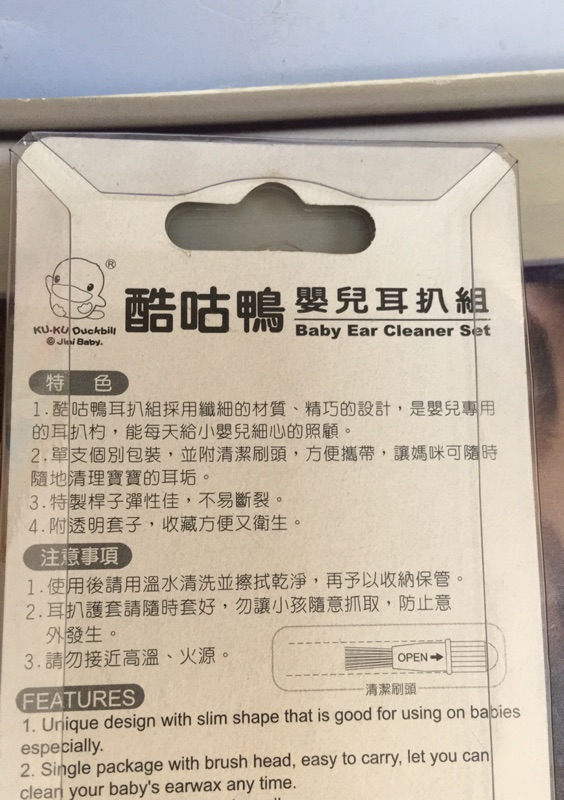 ®
KU-KU Duckbill
© Jini Baby.
酷咕鴨 嬰兒耳扒組
Baby Ear Cleaner Set
特 色
1.酷咕鴨耳扒組採用纖細的材質、精巧的設計,是嬰兒專用
的耳扒杓,能每天給小嬰兒細心的照顧。
2.單支個別包裝,並附清潔刷頭,方便攜帶,讓媽咪可隨時
隨地清理寶寶的耳垢。
3.特製桿子彈性佳,不易斷裂。
4.附透明套子,收藏方便又衛生。
注意事項
1.使用後請用溫水清洗並擦拭乾淨,再予以收納保管。
2.耳扒護套請隨時套好,勿讓小孩隨意抓取,防止意
外發生。
3.請勿接近高溫、火源。
OPEN
清潔刷頭
FEATURES
1. Unique design with slim shape that is good for using on babies
especially.
2. Single package with brush head, easy to carry, let you can
clean your baby's earwax any time.